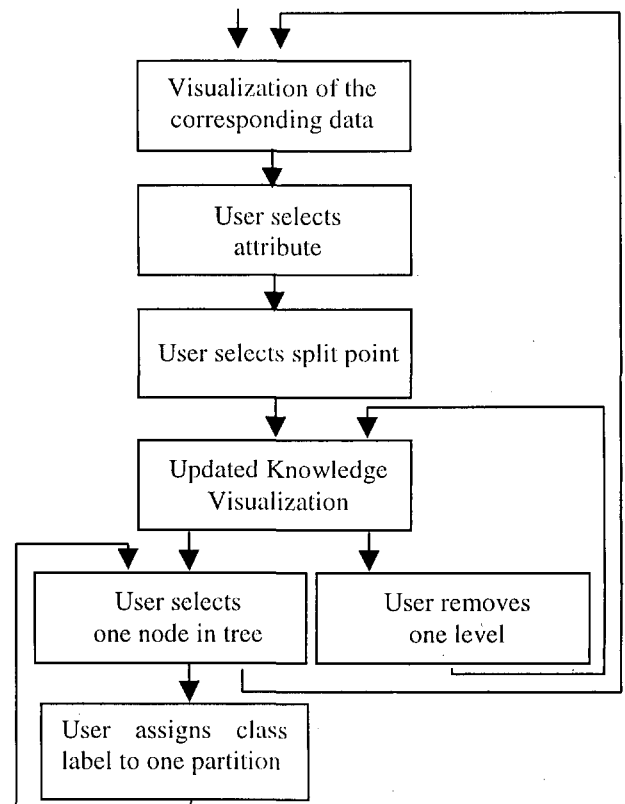 Visualization of the
corresponding data
User selects
attribute
User selects split point
Updated Knowledge
Visualization
User selects
one node in tree
User removes
one level
User assigns class
label to one partition